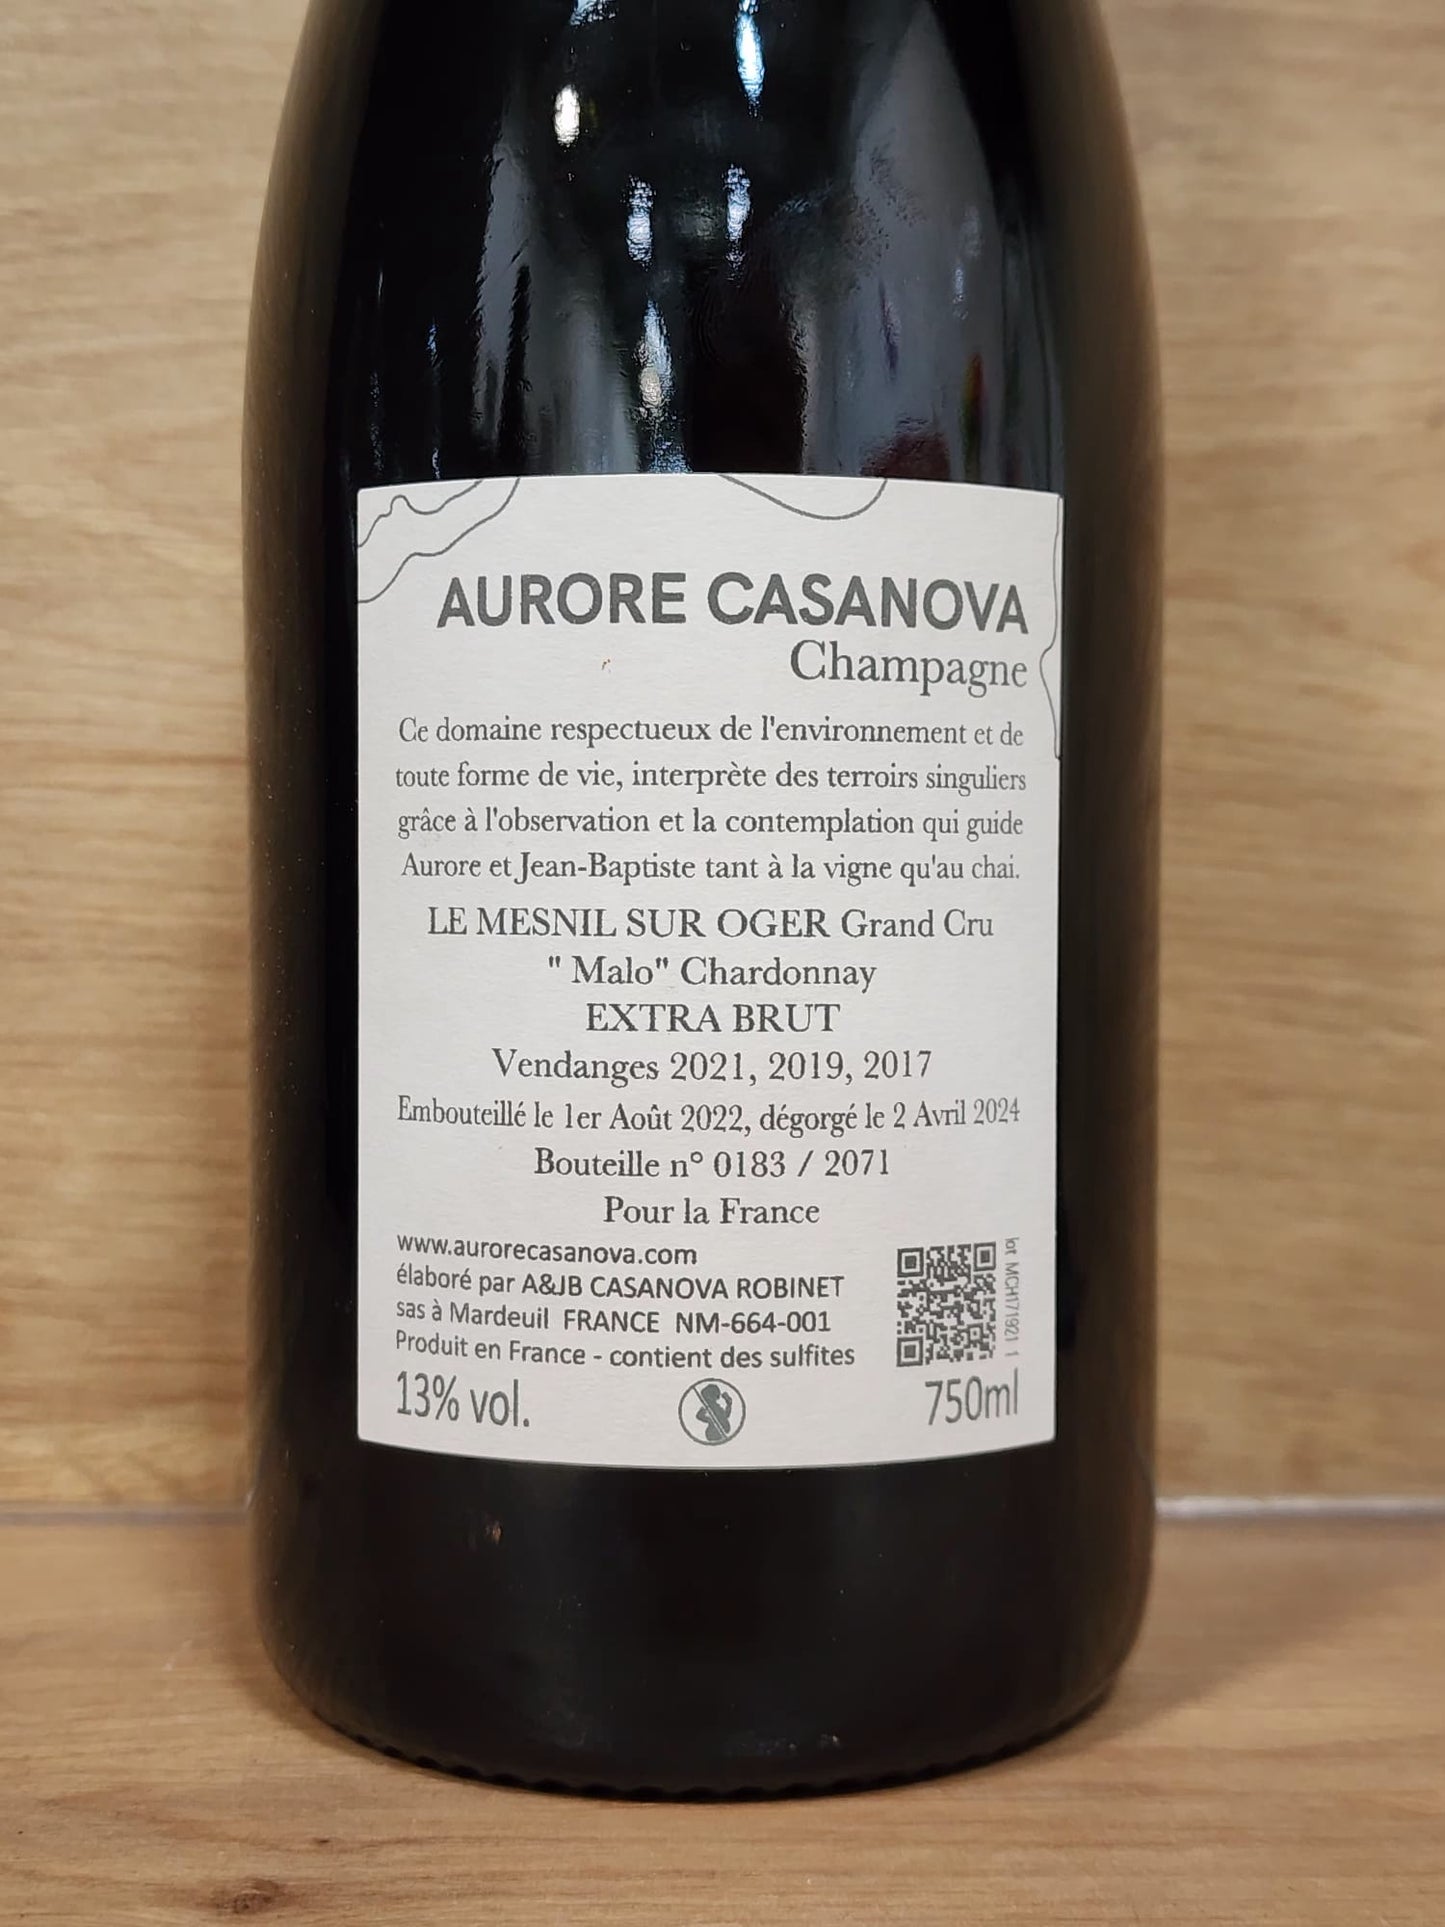 AURORE CASANOVA
Champagne
Ce domaine respectueux de l'environnement et de
toute forme de vie, interprète des terroirs singuliers
grâce à l'observation et la contemplation qui guide
Aurore et Jean-Baptiste tant à la vigne qu'au chai.
LE MESNIL SUR OGER Grand Cru
" Malo" Chardonnay
EXTRA BRUT
Vendanges 2021, 2019, 2017
Embouteillé le 1er Août 2022, dégorgé le 2 Avril 2024
Bouteille n° 0183 / 2071
Pour la France
www.aurorecasanova.com
élaboré par A&JB CASANOVA ROBINET
sas à Mardeuil FRANCE NM-664-001
Produit en France - contient des sulfites
lot MCH171921 1
13% vol.
750ml